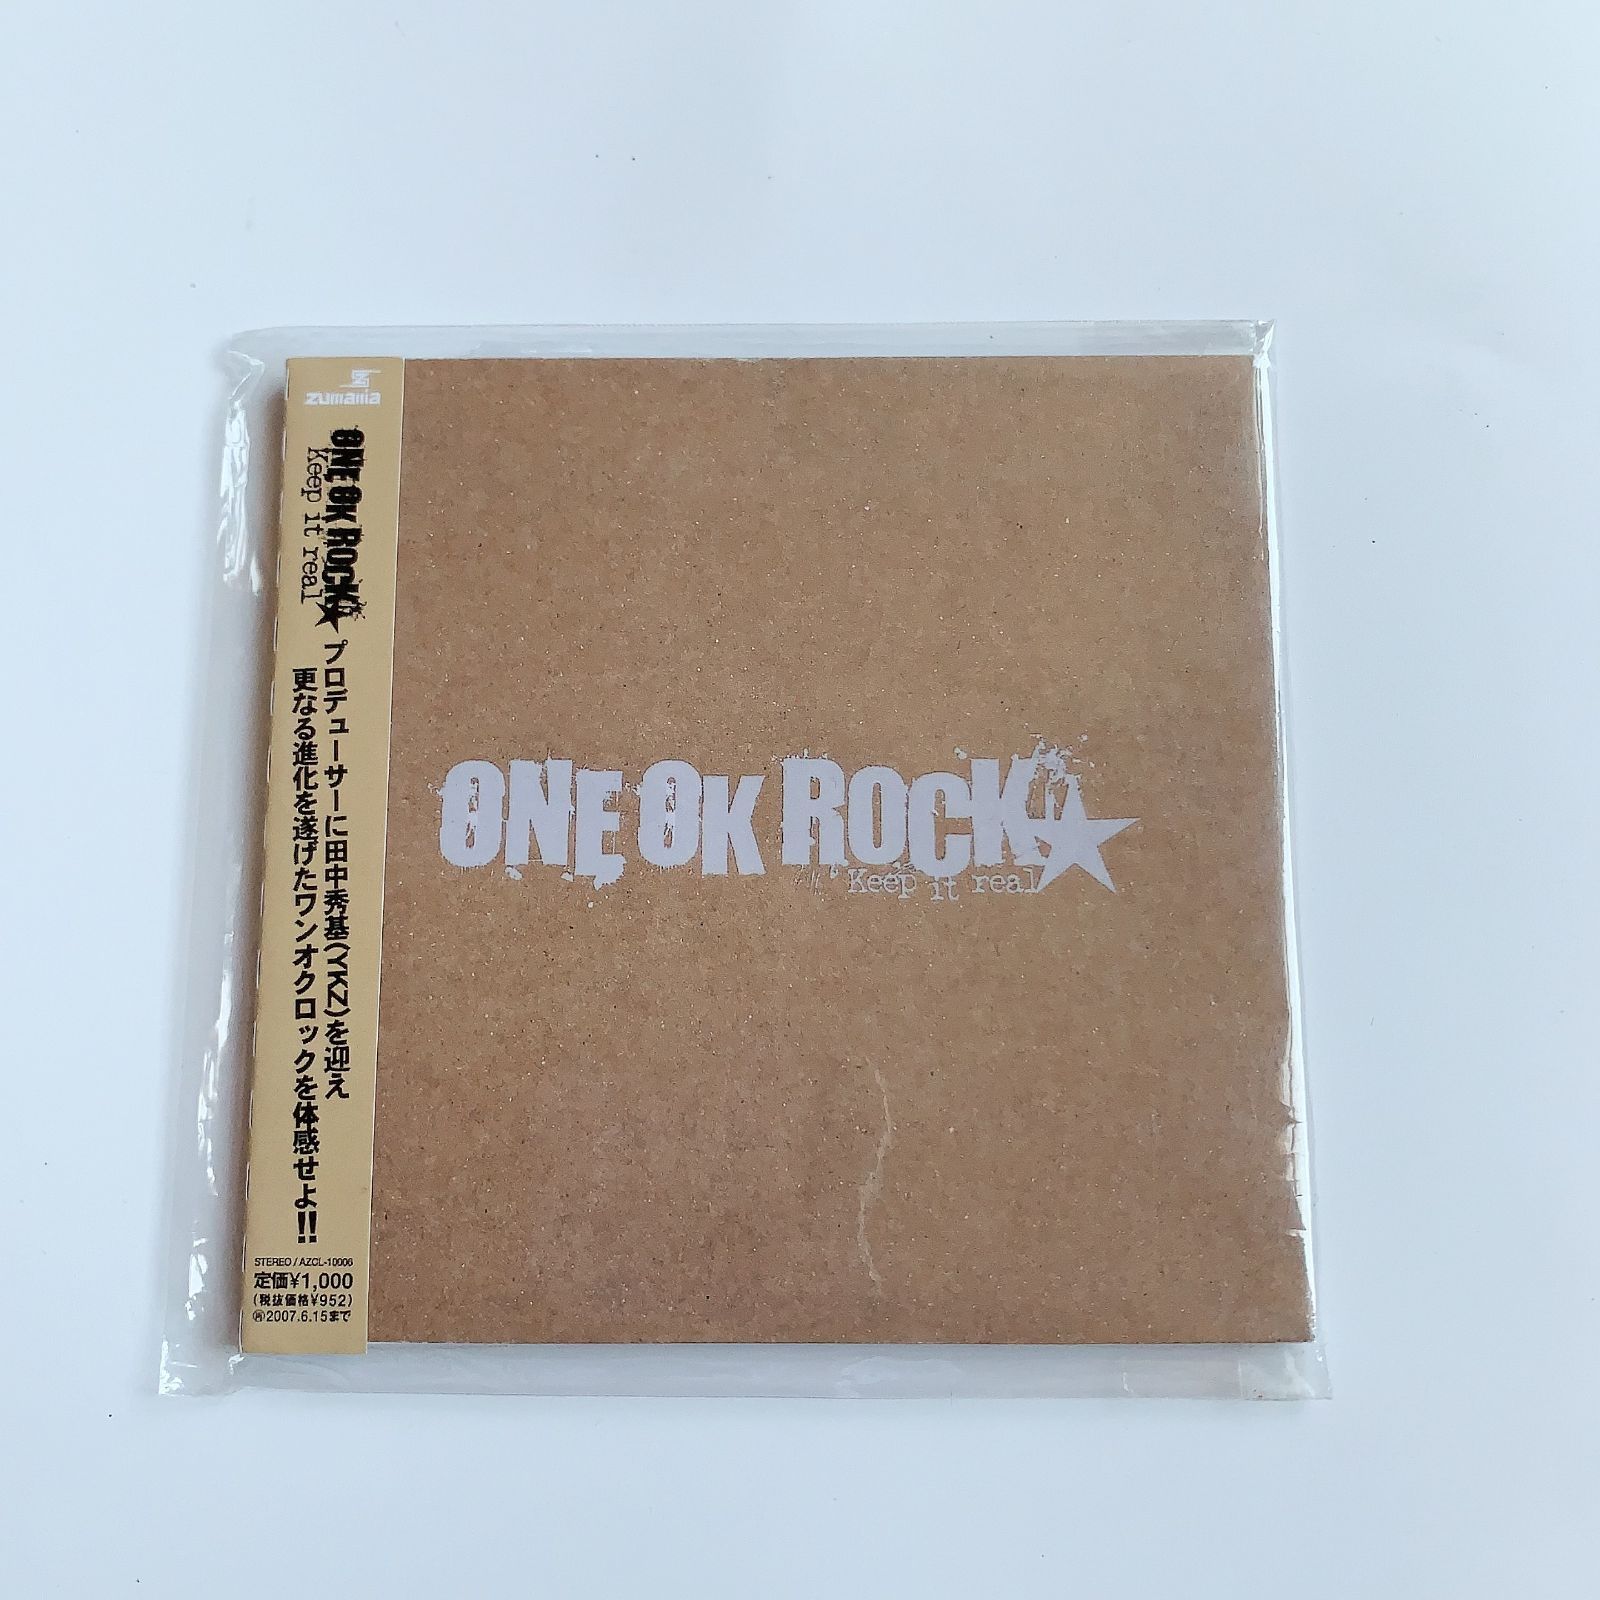 zumania
ONE OK ROCK
Keep it real
プロデューサーに田中秀基(YKZ)を迎え
更なる進化を遂げたワンオクロックを体感せよ!!
STEREO / AZCL-10006
定価¥1,000
(税抜価格¥952)
Ⓗ2007.6.15まで
ONE OK ROCK
Keep it real